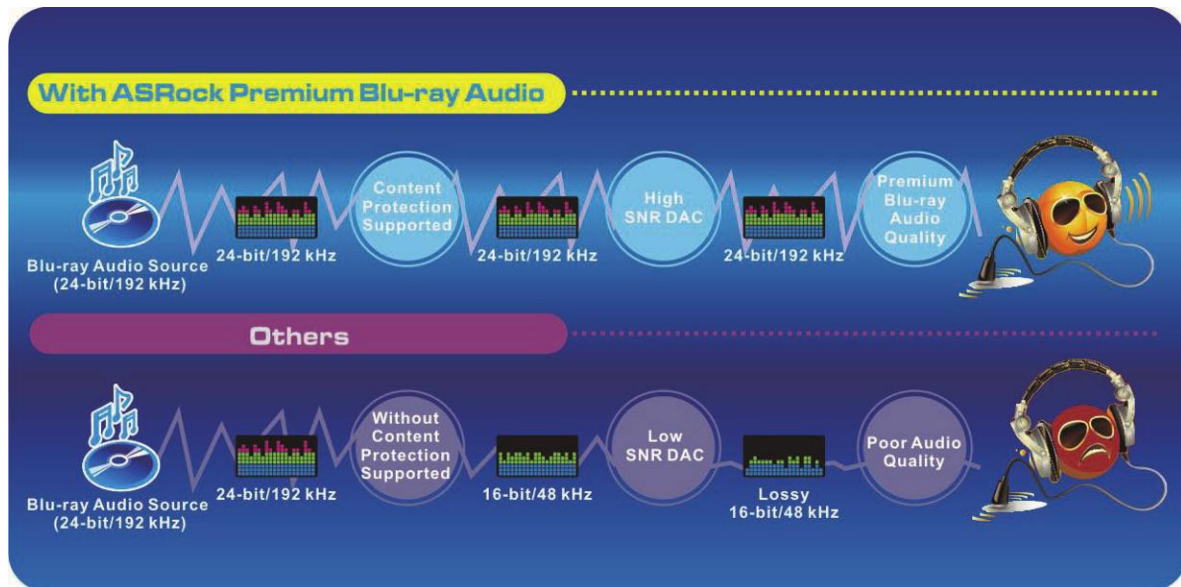 With ASRock Premium Blu-ray Audio
Content
Protection
Supported
High
SNR DAC
Premium
Blu-ray
Audio
Quality
24-bit/192 kHz
24-bit/192 kHz
24-bit/192 kHz
Blu-ray Audio Source
(24-bit/192 kHz)
Others
Without
Content
Protection
Supported
Low
SNR DAC
Poor Audio
Quality
24-bit/192 kHz
16-bit/48 kHz
Lossy
16-bit/48 kHz
Blu-ray Audio Source
(24-bit/192 kHz)